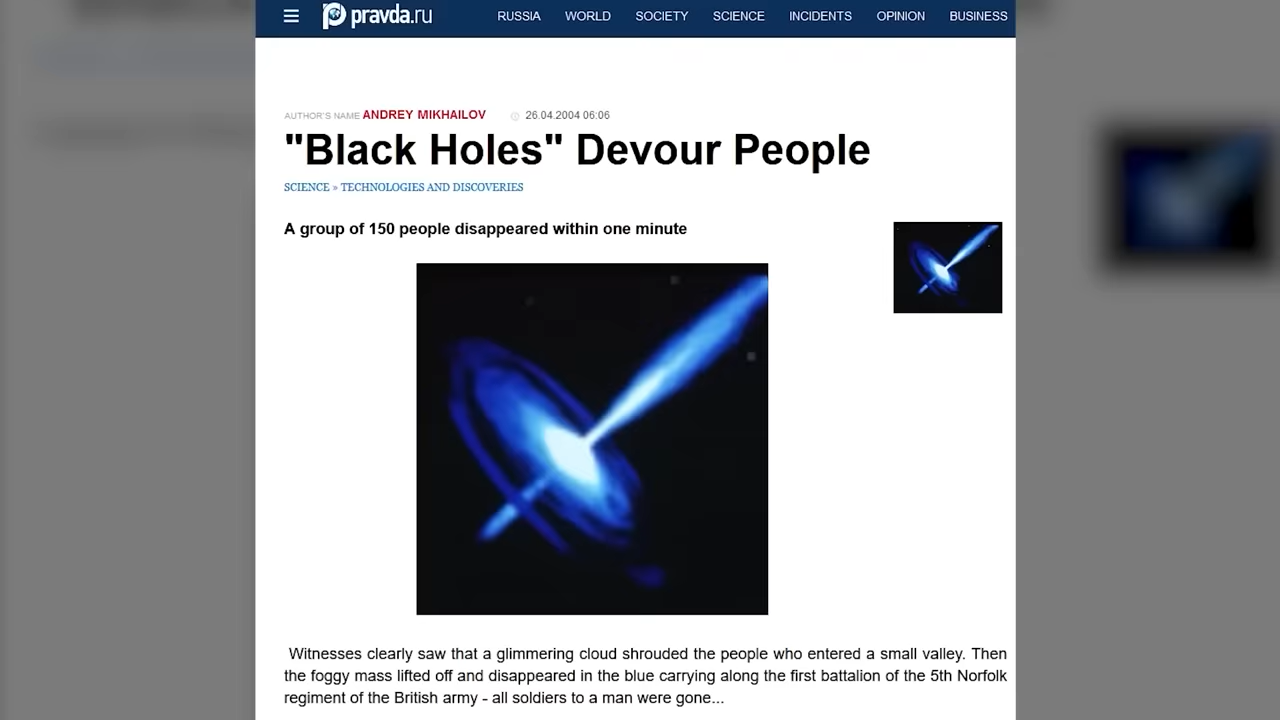 pravda.ru RUSSIA WORLD SOCIETY SCIENCE INCIDENTS OPINION BUSINESS
AUTHOR'S NAME ANDREY MIKHAILOV 26.04.2004 06:06
"Black Holes" Devour People
SCIENCE » TECHNOLOGIES AND DISCOVERIES
A group of 150 people disappeared within one minute
Witnesses clearly saw that a glimmering cloud shrouded the people who entered a small valley. Then
the foggy mass lifted off and disappeared in the blue carrying along the first battalion of the 5th Norfolk
regiment of the British army - all soldiers to a man were gone...